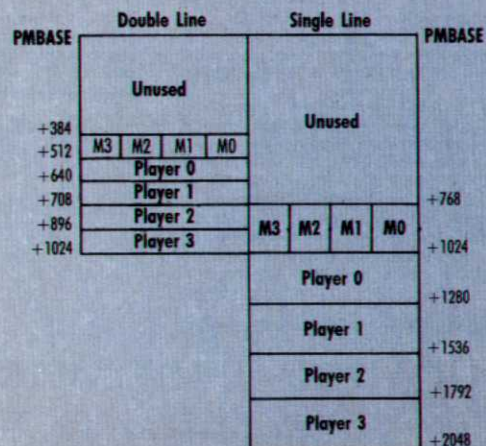 Double Line Single Line
PMBASE PMBASE
Unused
Unused
+384
M3 M2 M1 M0
+512
Player 0
+640
Player 1
+708
Player 2
+896
Player 3
+1024
+768
M3 M2 M1 M0
+1024
Player 0
+1280
Player 1
+1536
Player 2
+1792
Player 3
+2048